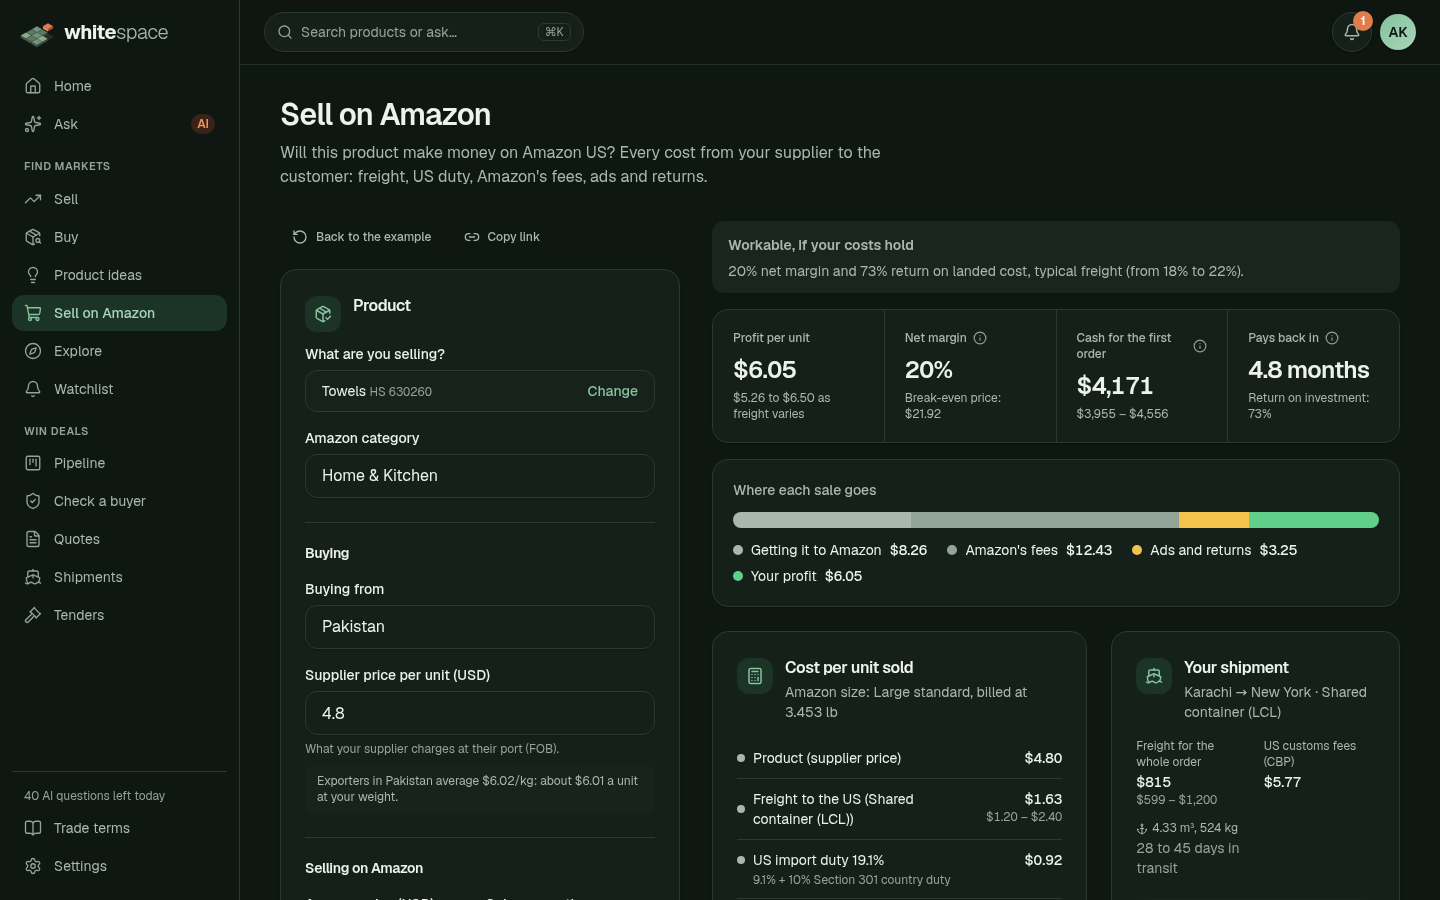 whitespace
Search products or ask...
⌘K
1
AK
Home
Ask
AI
FIND MARKETS
Sell
Buy
Product ideas
Sell on Amazon
Explore
Watchlist
WIN DEALS
Pipeline
Check a buyer
Quotes
Shipments
Tenders
40 AI questions left today
Trade terms
Settings
Sell on Amazon
Will this product make money on Amazon US? Every cost from your supplier to the
customer: freight, US duty, Amazon's fees, ads and returns.
Back to the example
Copy link
Product
What are you selling?
Towels HS 630260
Change
Amazon category
Home & Kitchen
Buying
Buying from
Pakistan
Supplier price per unit (USD)
4.8
What your supplier charges at their port (FOB).
Exporters in Pakistan average $6.02/kg: about $6.01 a unit
at your weight.
Selling on Amazon
Workable, if your costs hold
20% net margin and 73% return on landed cost, typical freight (from 18% to 22%).
Profit per unit
$6.05
$5.26 to $6.50 as
freight varies
Net margin
20%
Break-even price:
$21.92
Cash for the first
order
$4,171
$3,955 – $4,556
Pays back in
4.8 months
Return on investment:
73%
Where each sale goes
Getting it to Amazon $8.26
Amazon's fees $12.43
Ads and returns $3.25
Your profit $6.05
Cost per unit sold
Amazon size: Large standard, billed at
3.453 lb
Product (supplier price)
$4.80
Freight to the US (Shared
container (LCL))
$1.63
$1.20 – $2.40
US import duty 19.1%
$0.92
9.1% + 10% Section 301 country duty
Your shipment
Karachi → New York · Shared
container (LCL)
Freight for the
whole order
$815
$599 – $1,200
US customs fees
(CBP)
$5.77
4.33 m³, 524 kg
28 to 45 days in
transit